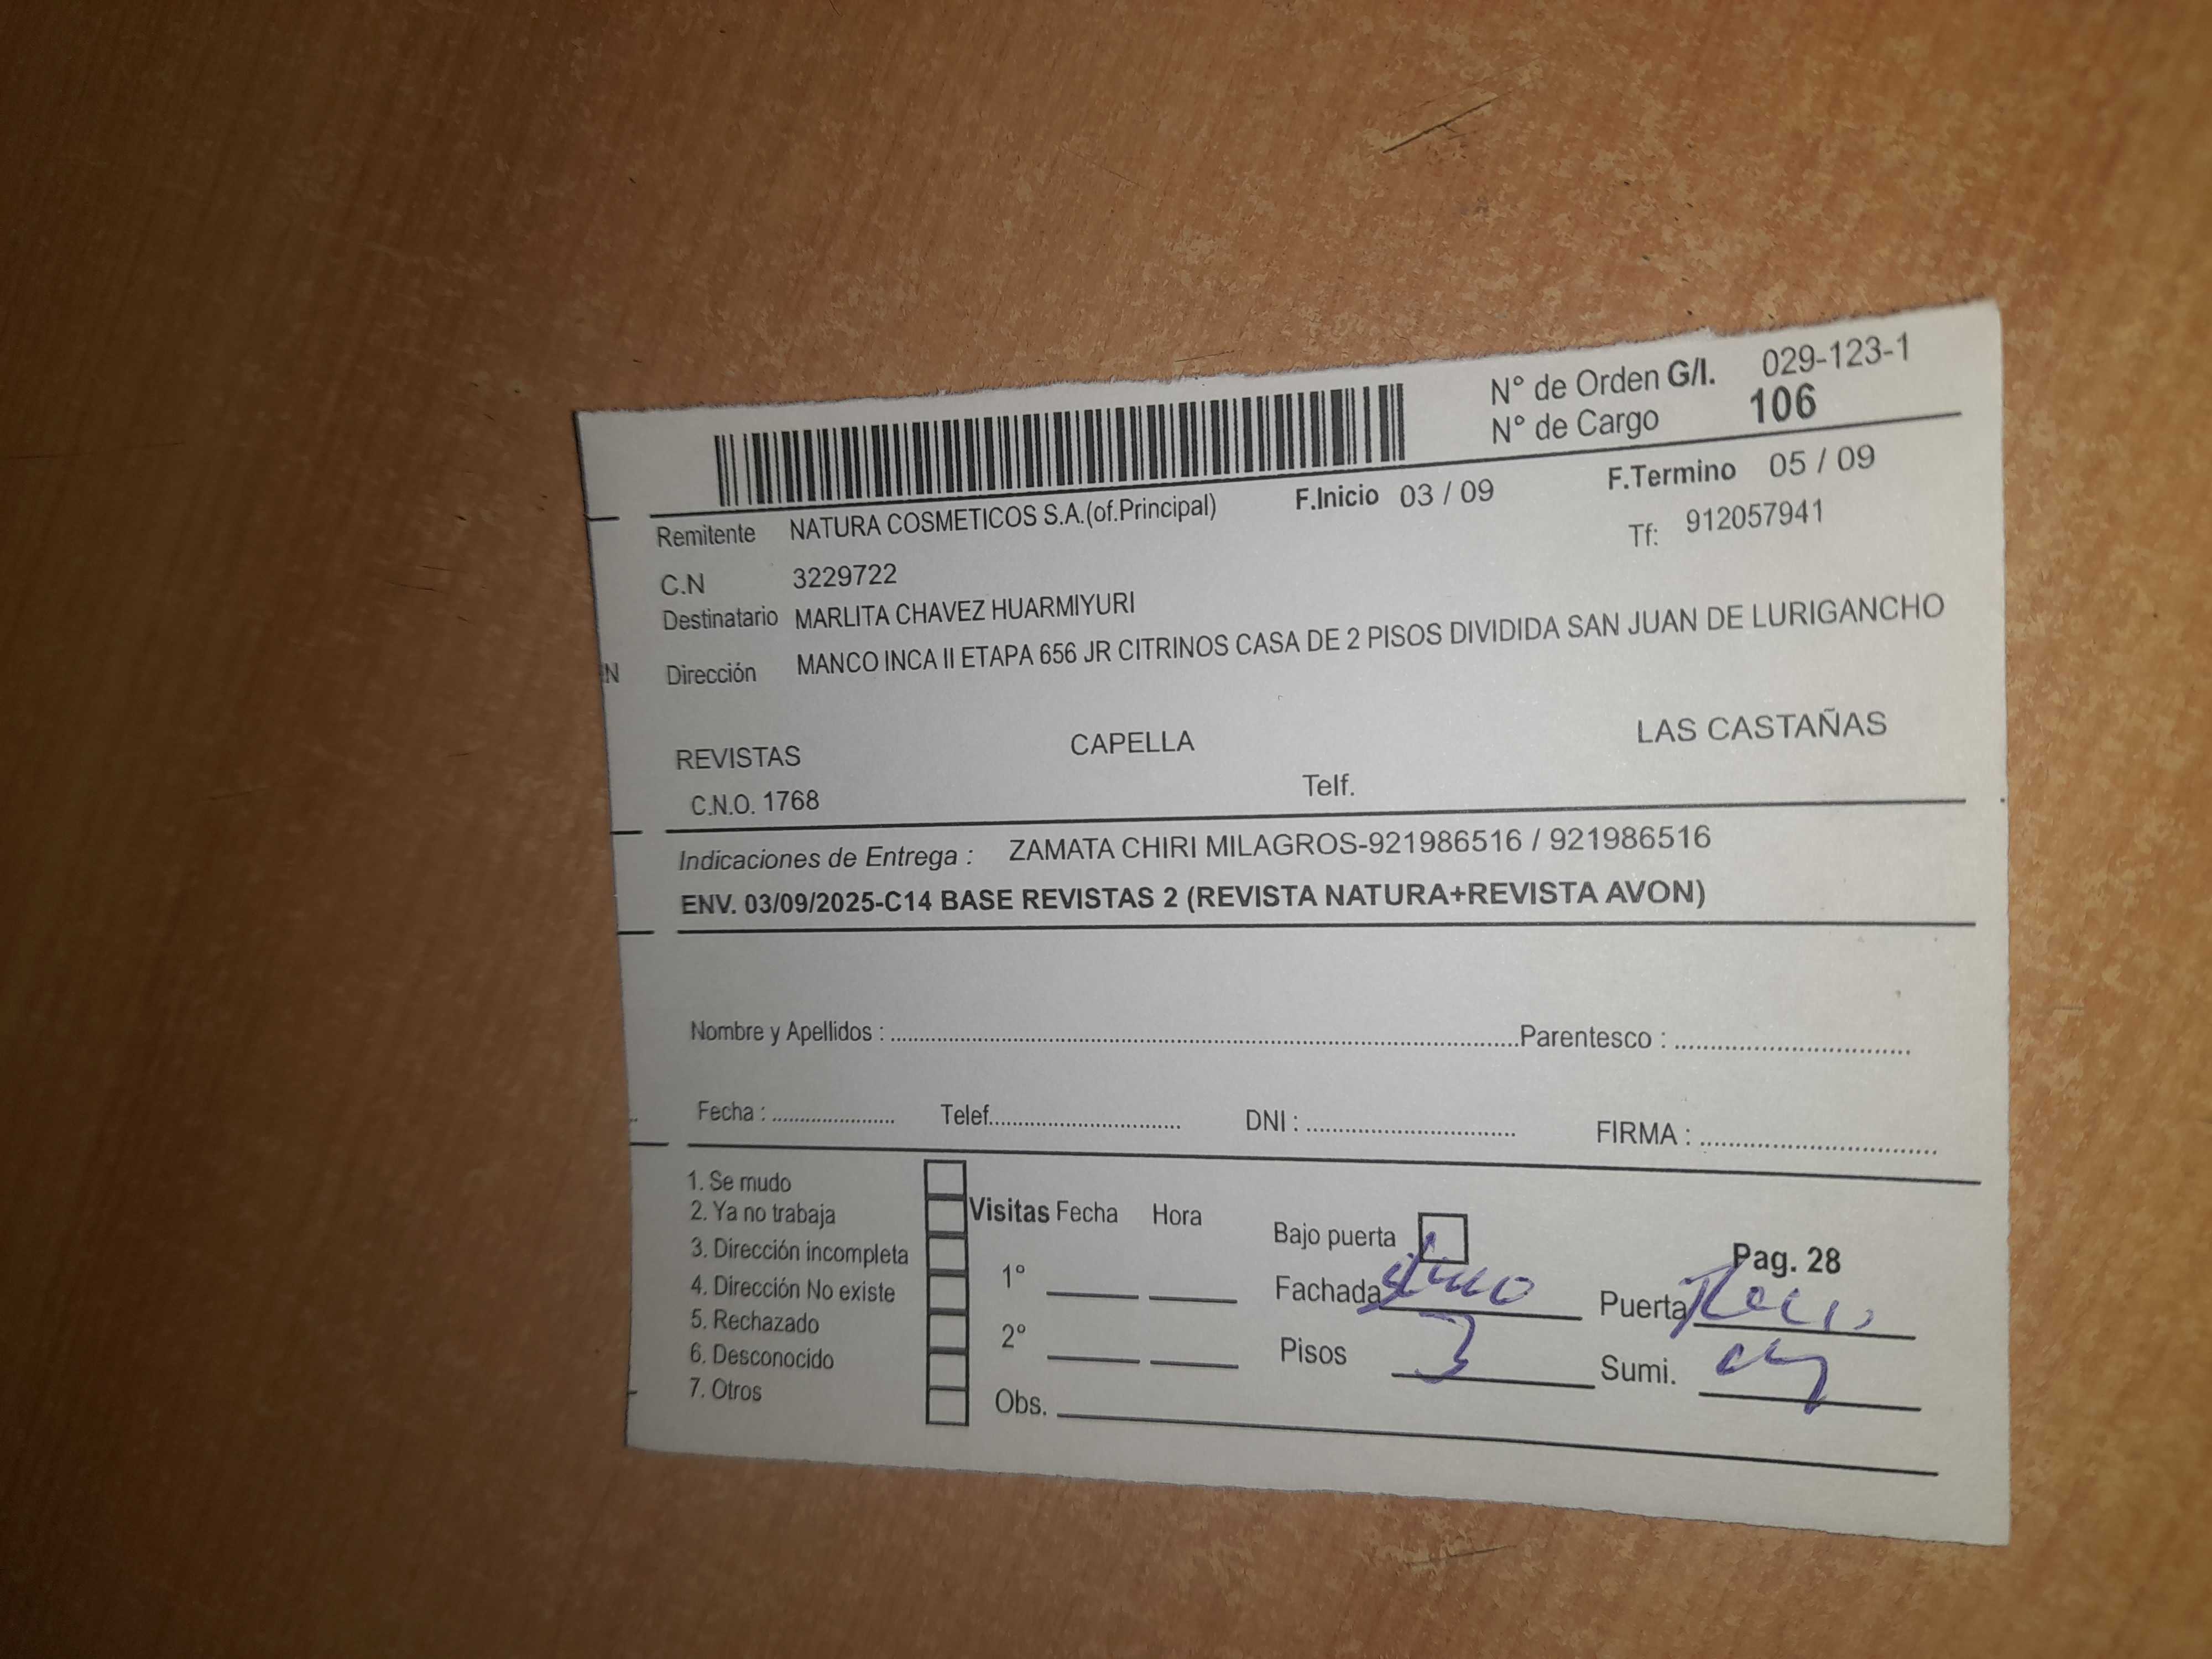 N° de Orden G/I. 029-123-1
N° de Cargo 106
Remitente NATURA COSMETICOS S.A.(of.Principal) F.Inicio 03 / 09 F.Termino 05 / 09
C.N 3229722 Tf: 912057941
Destinatario MARLITA CHAVEZ HUARMIYURI
N Dirección MANCO INCA II ETAPA 656 JR CITRINOS CASA DE 2 PISOS DIVIDIDA SAN JUAN DE LURIGANCHO
REVISTAS CAPELLA LAS CASTAÑAS
C.N.O. 1768 Telf.
Indicaciones de Entrega : ZAMATA CHIRI MILAGROS-921986516 / 921986516
ENV. 03/09/2025-C14 BASE REVISTAS 2 (REVISTA NATURA+REVISTA AVON)
Nombre y Apellidos : Parentesco :
Fecha : Telef. DNI : FIRMA :
1. Se mudo
2. Ya no trabaja Visitas Fecha Hora Bajo puerta Pag. 28
3. Dirección incompleta
4. Dirección No existe 1° Fachada Puerta
5. Rechazado
6. Desconocido 2° Pisos 3 Sumi.
7. Otros Obs.